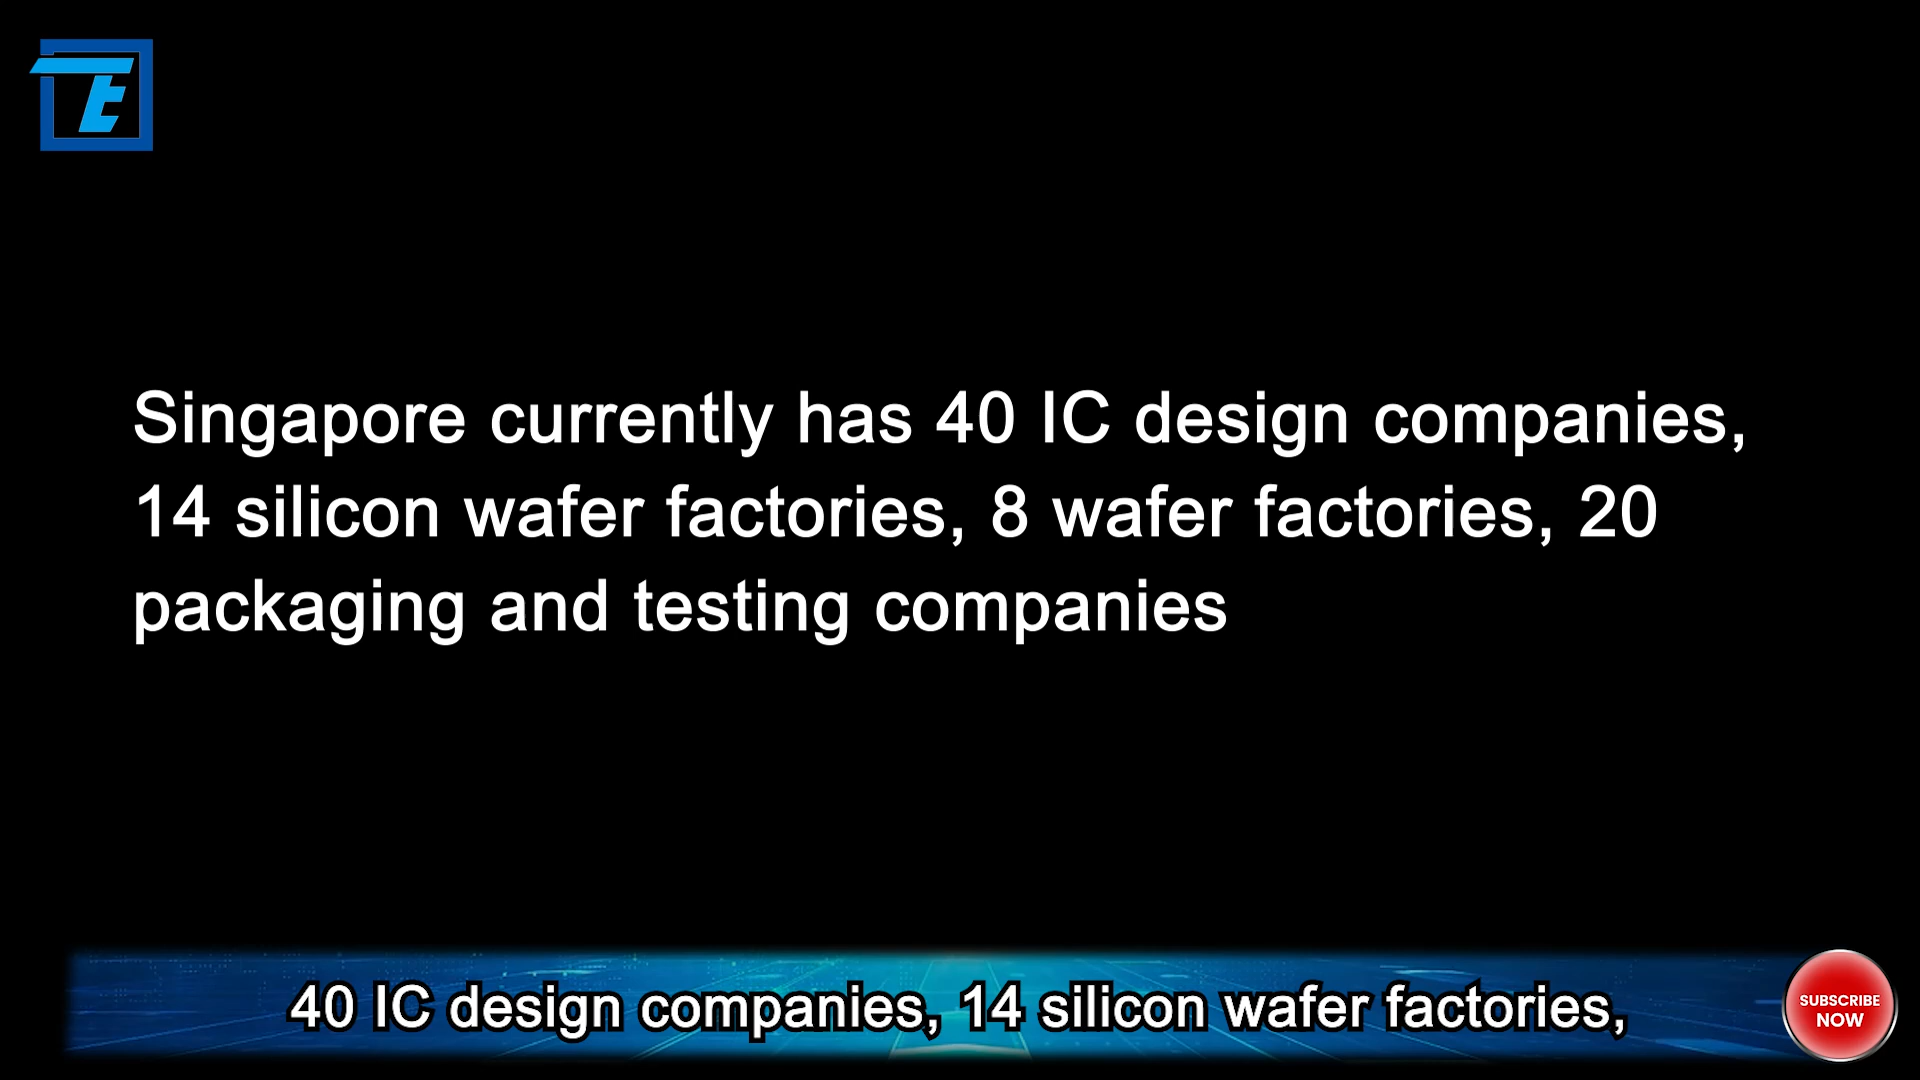 TE
Singapore currently has 40 IC design companies,
14 silicon wafer factories, 8 wafer factories, 20
packaging and testing companies
40 IC design companies, 14 silicon wafer factories,
SUBSCRIBE
NOW